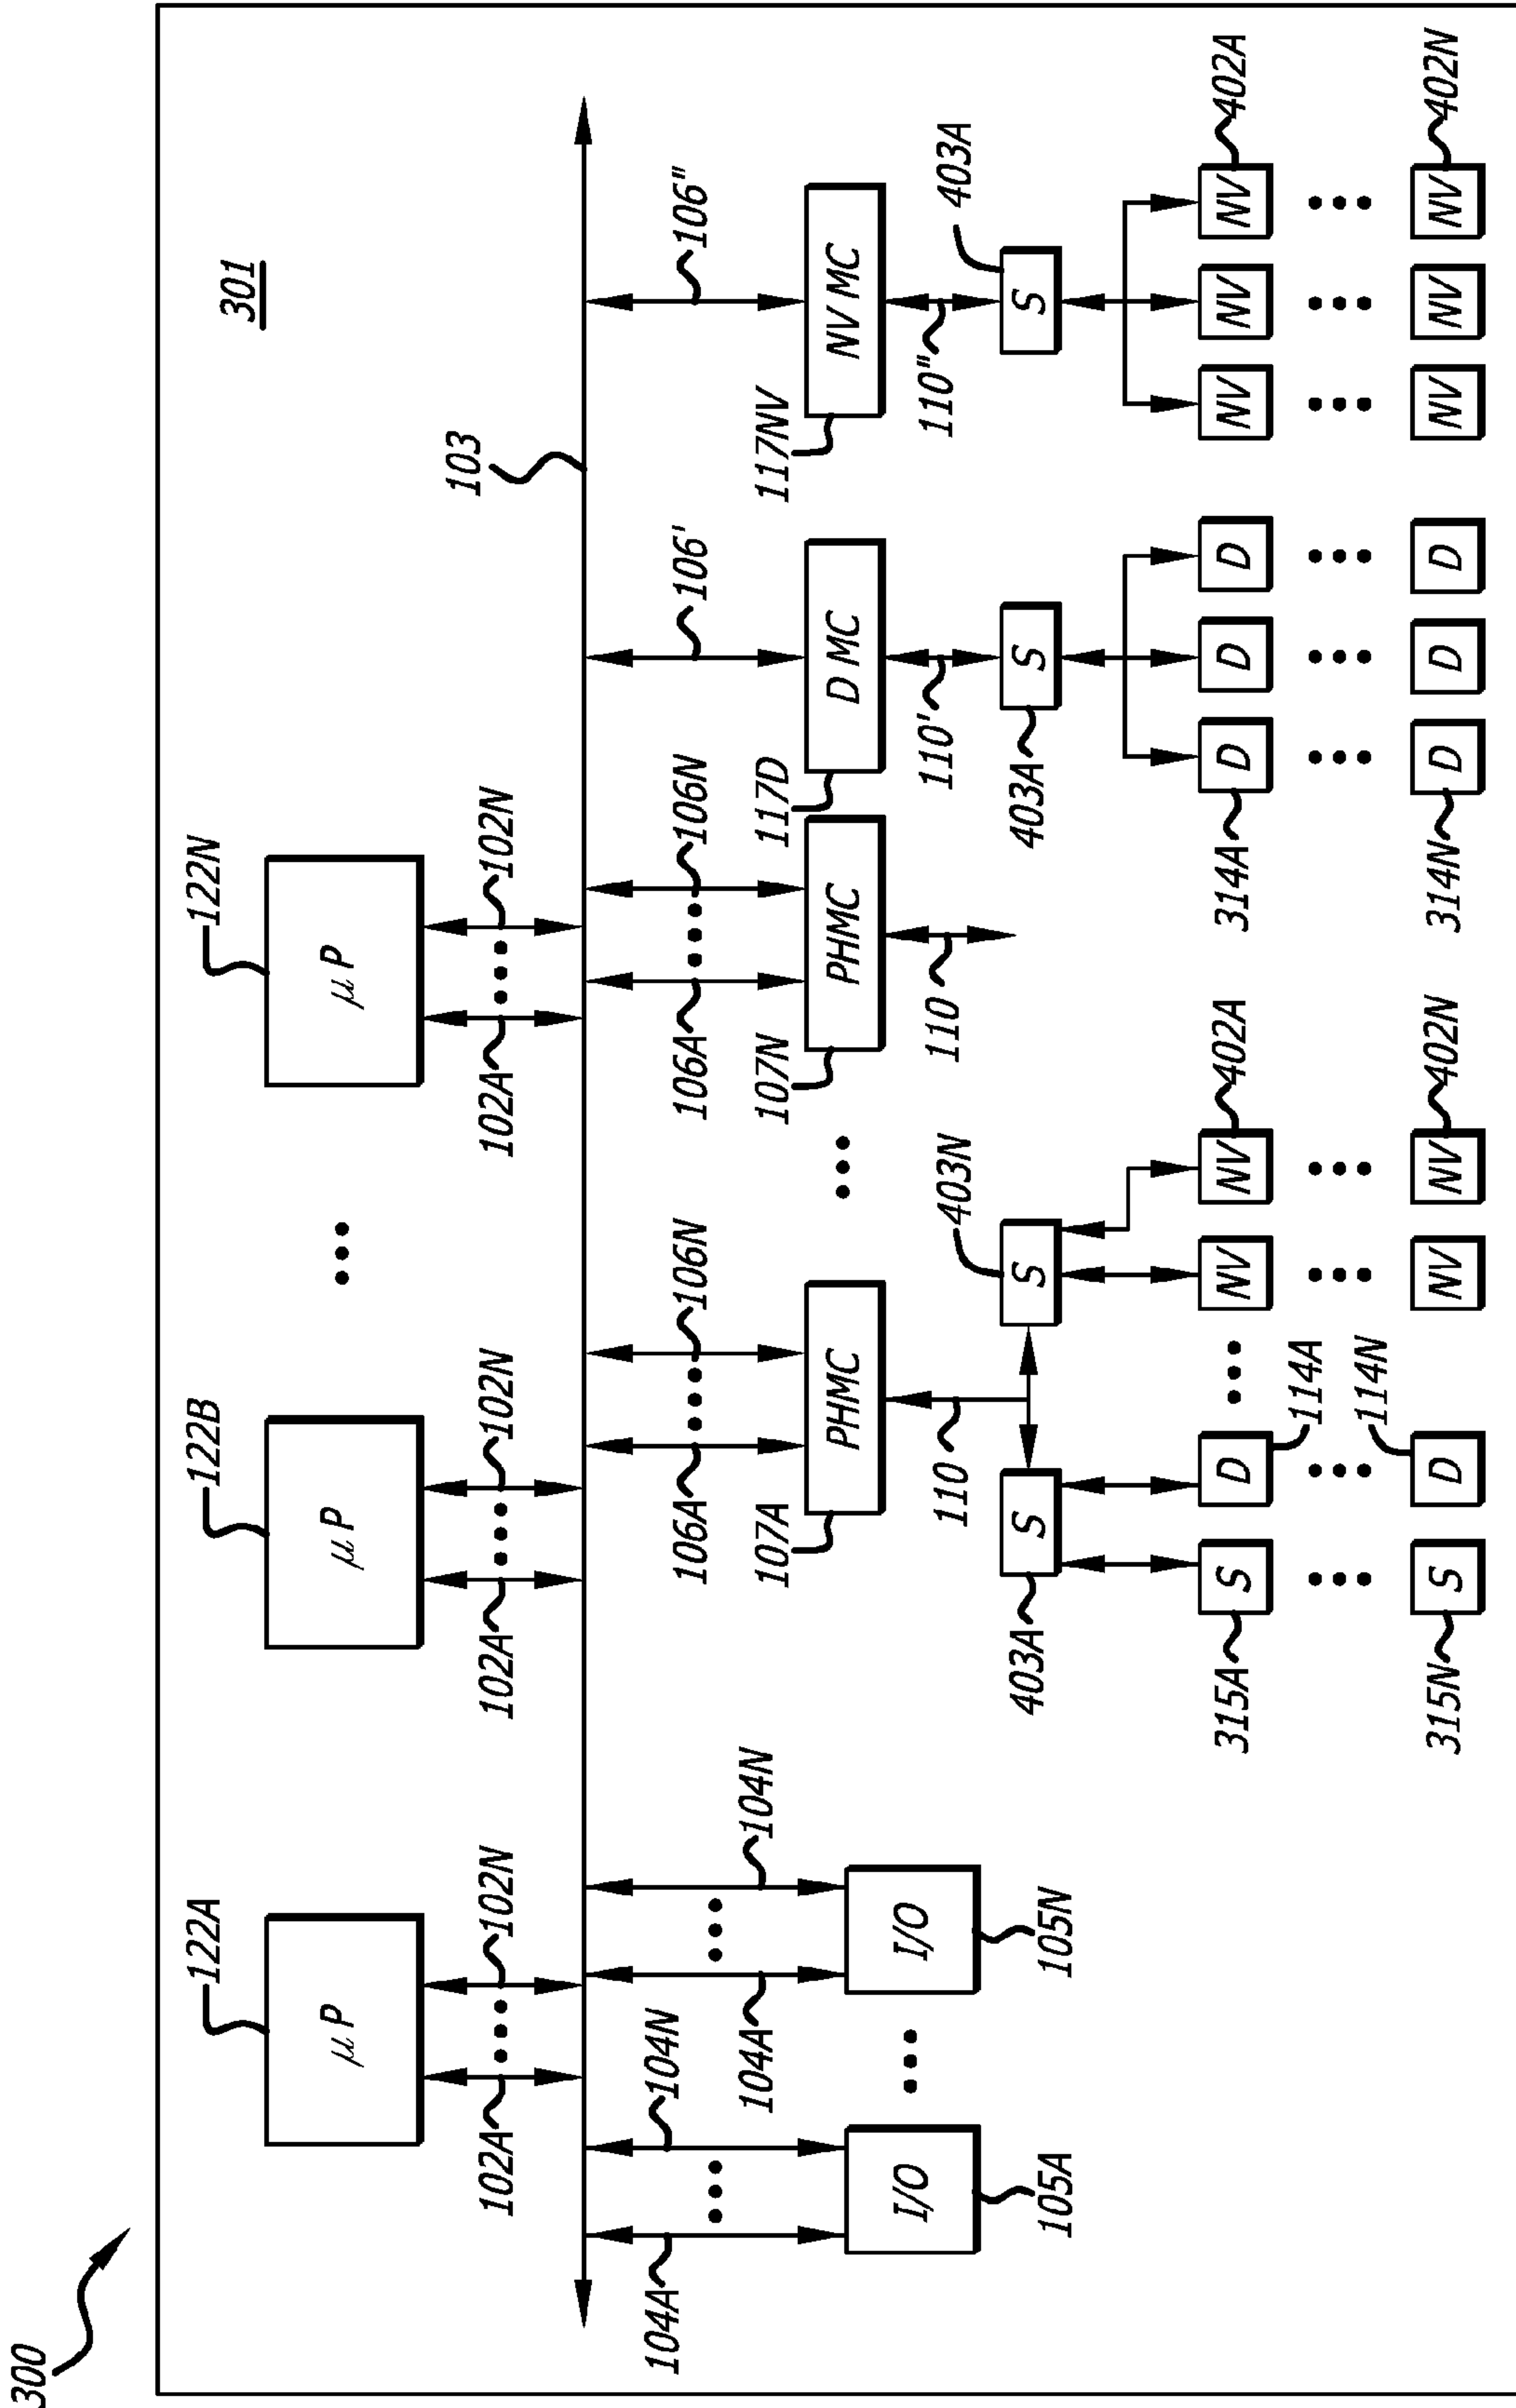 300
122A 122B 122N
301
μP μP μP
102A 102N 102A 102N 102A 102N 103
104A 104N 106A 106N 106A 106N 106' 106"
104A 104N 107A 107N 117D 117NV
PHMC PHMC D MC NV MC
I/O I/O 110 110 110' 110"
403N 403A
105A 105N 403A S S 403A S S
315A S D NV NV 402A 314A D D D NV NV NV 402A
114A
114N
315N S D NV NV 402N 314N D D D NV NV NV 402N